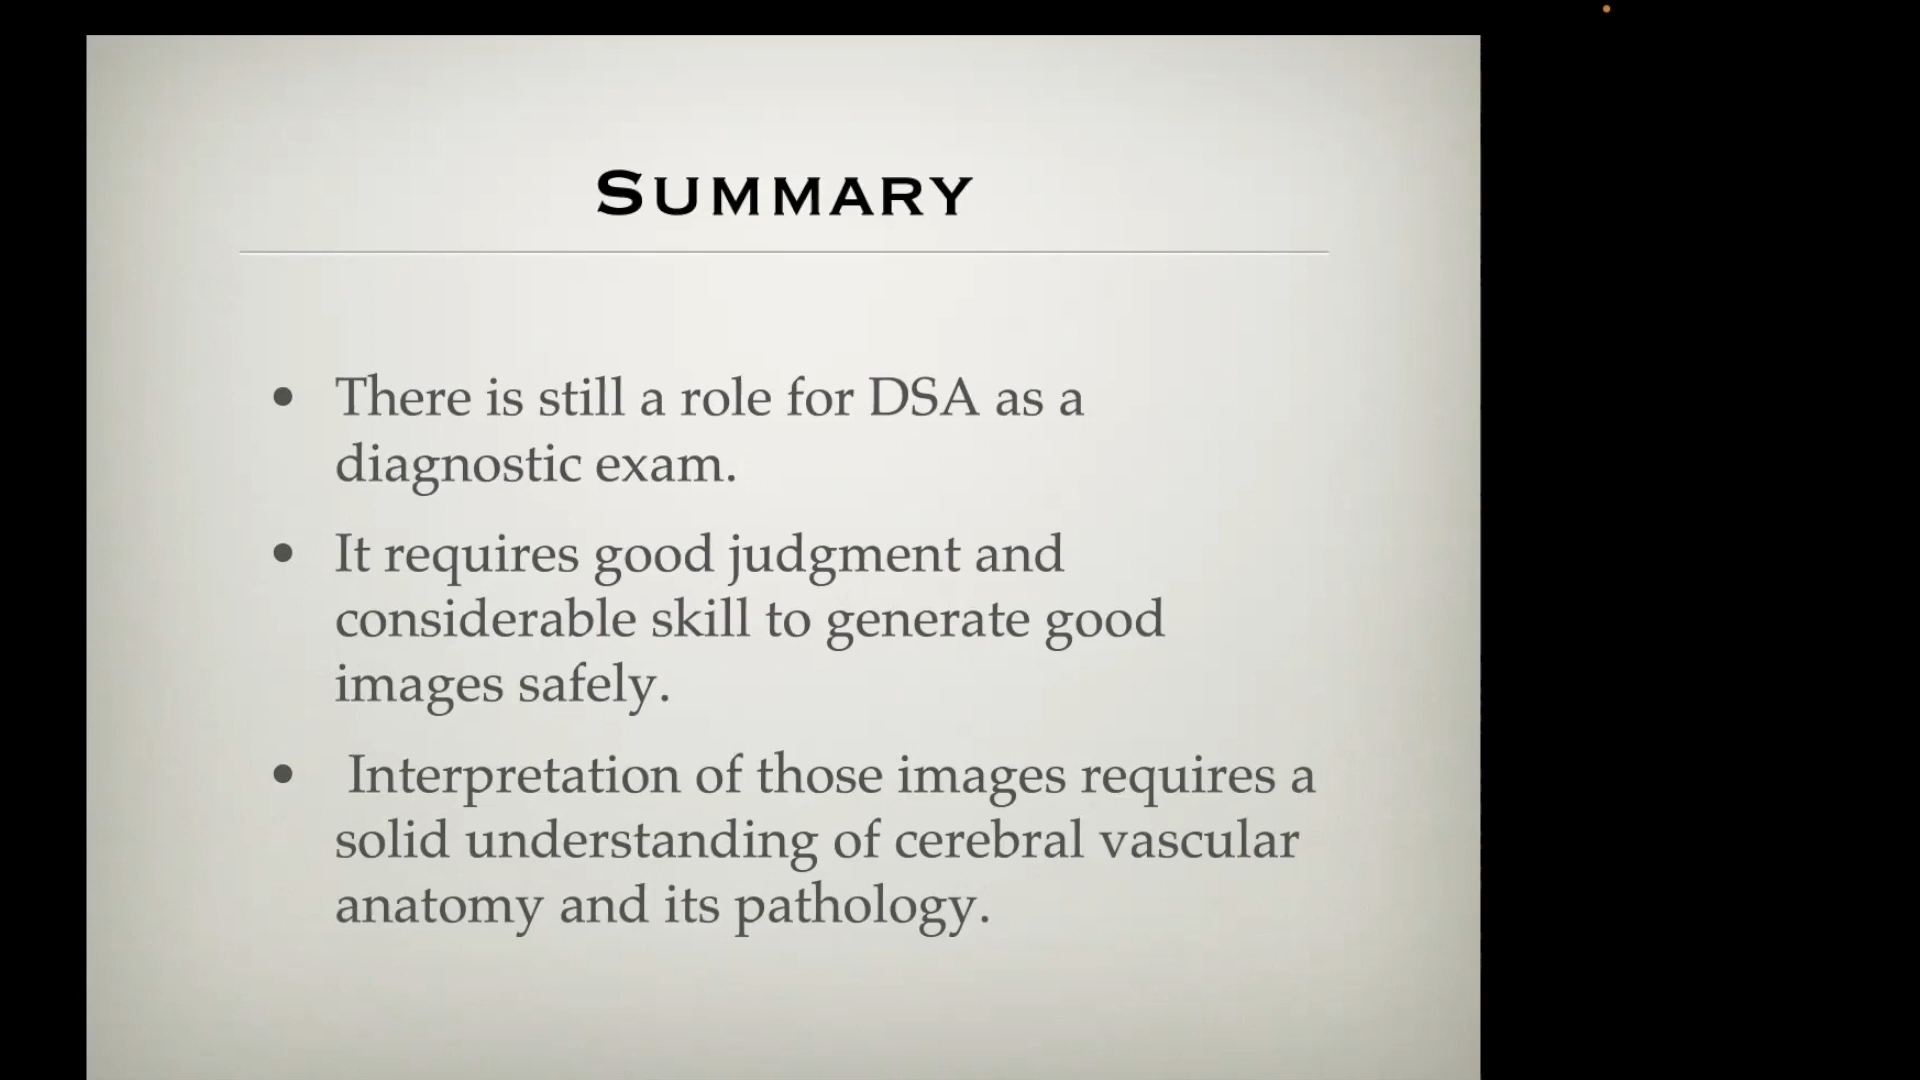 SUMMARY
• There is still a role for DSA as a
diagnostic exam.
• It requires good judgment and
considerable skill to generate good
images safely.
• Interpretation of those images requires a
solid understanding of cerebral vascular
anatomy and its pathology.